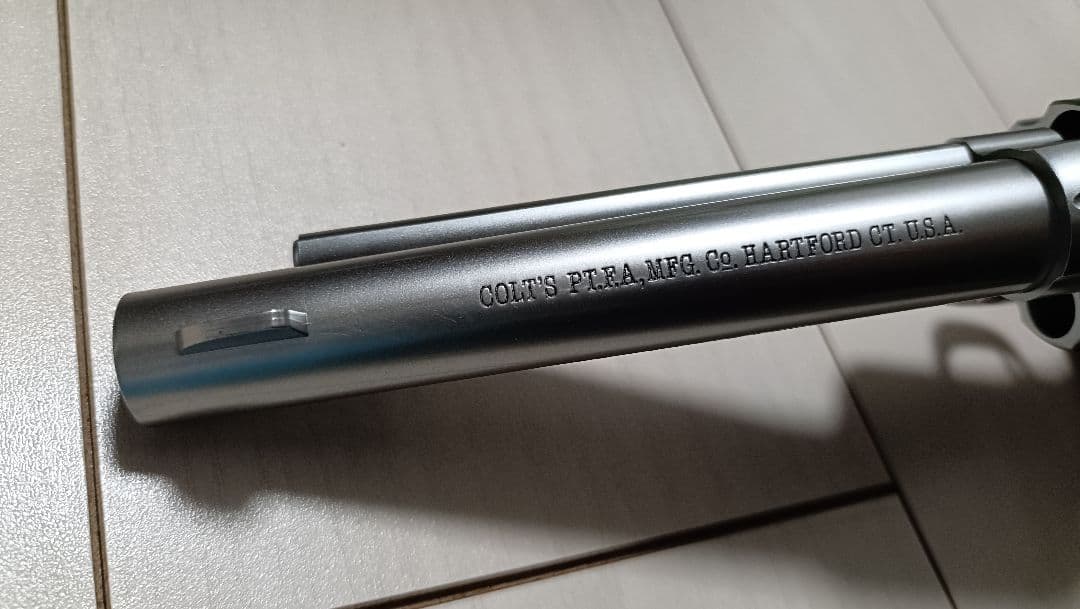 COLT'S PT.F.A, MFG. Co. HARTFORD CT. U.S.A.